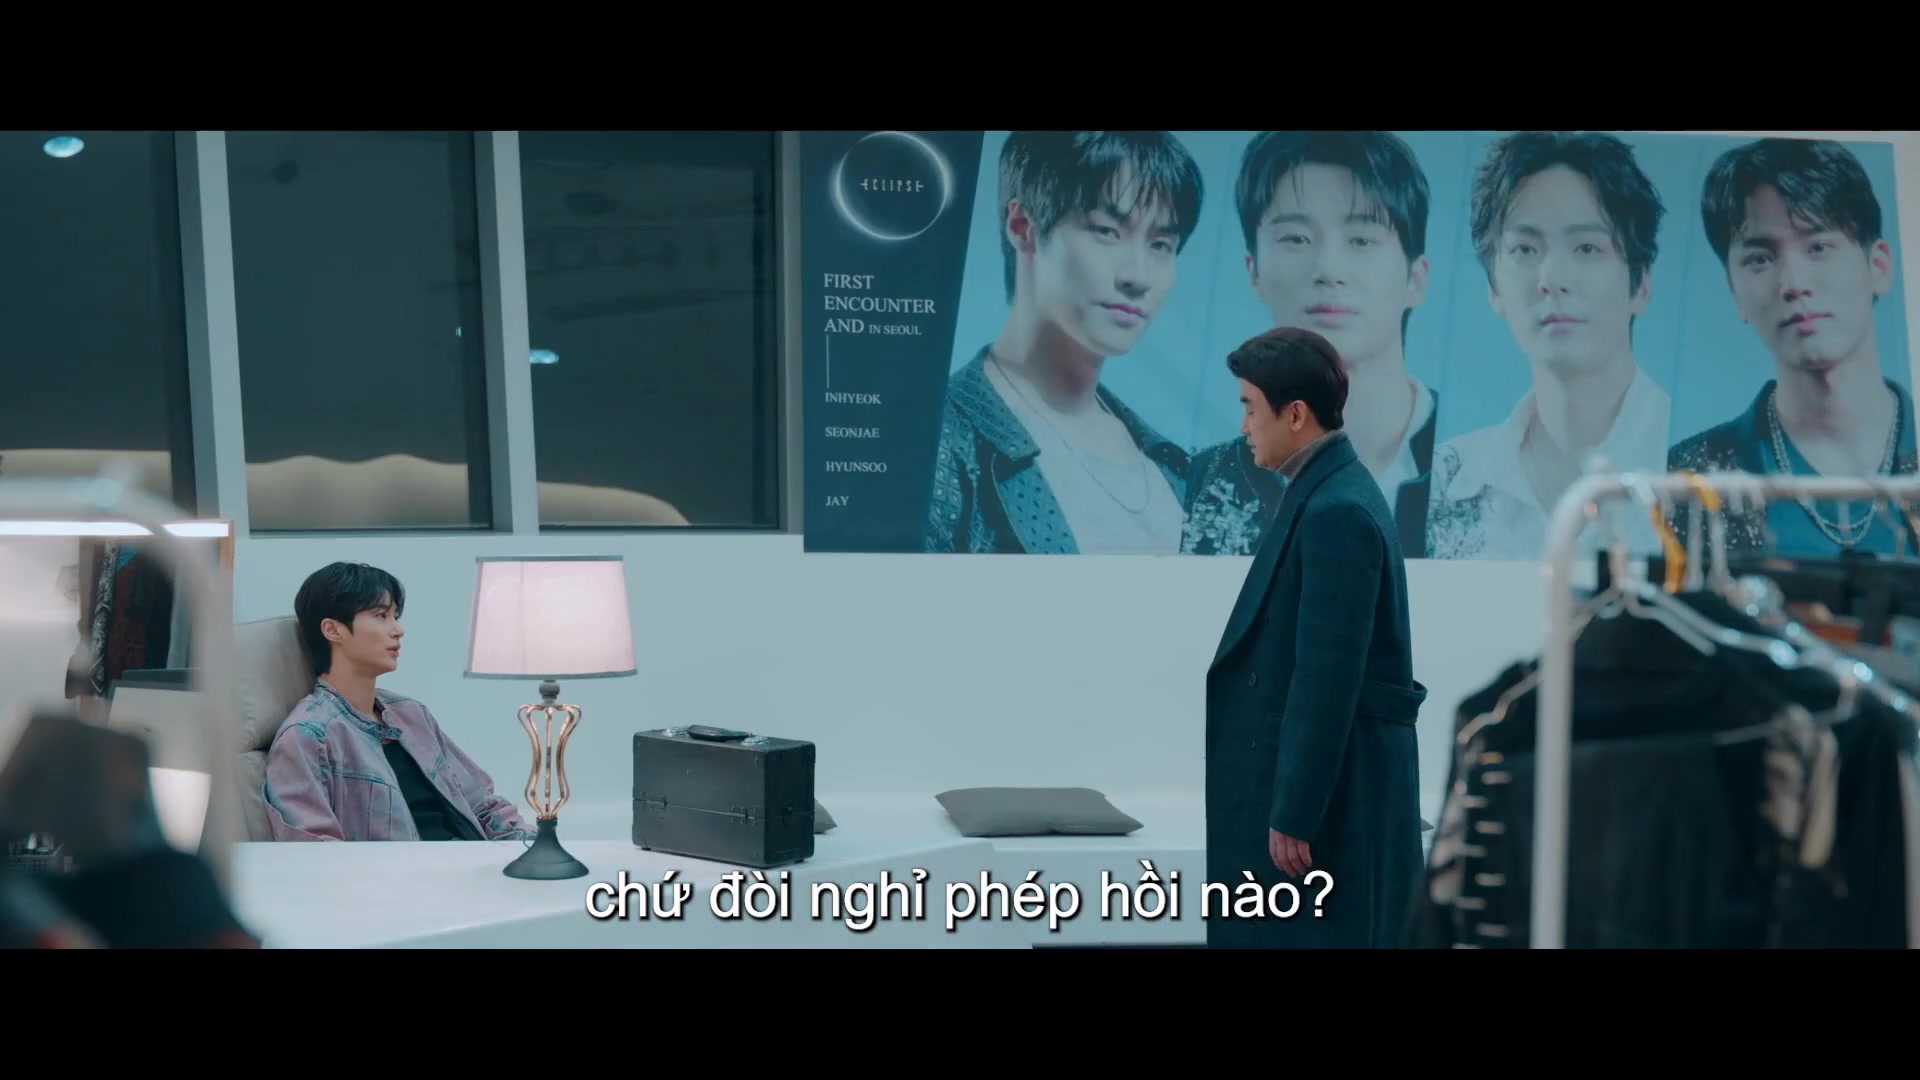 ECLIPSE
FIRST
ENCOUNTER
AND IN SEOUL
INHYEOK
SEONJAE
HYUNSOO
JAY
chứ đòi nghỉ phép hồi nào?